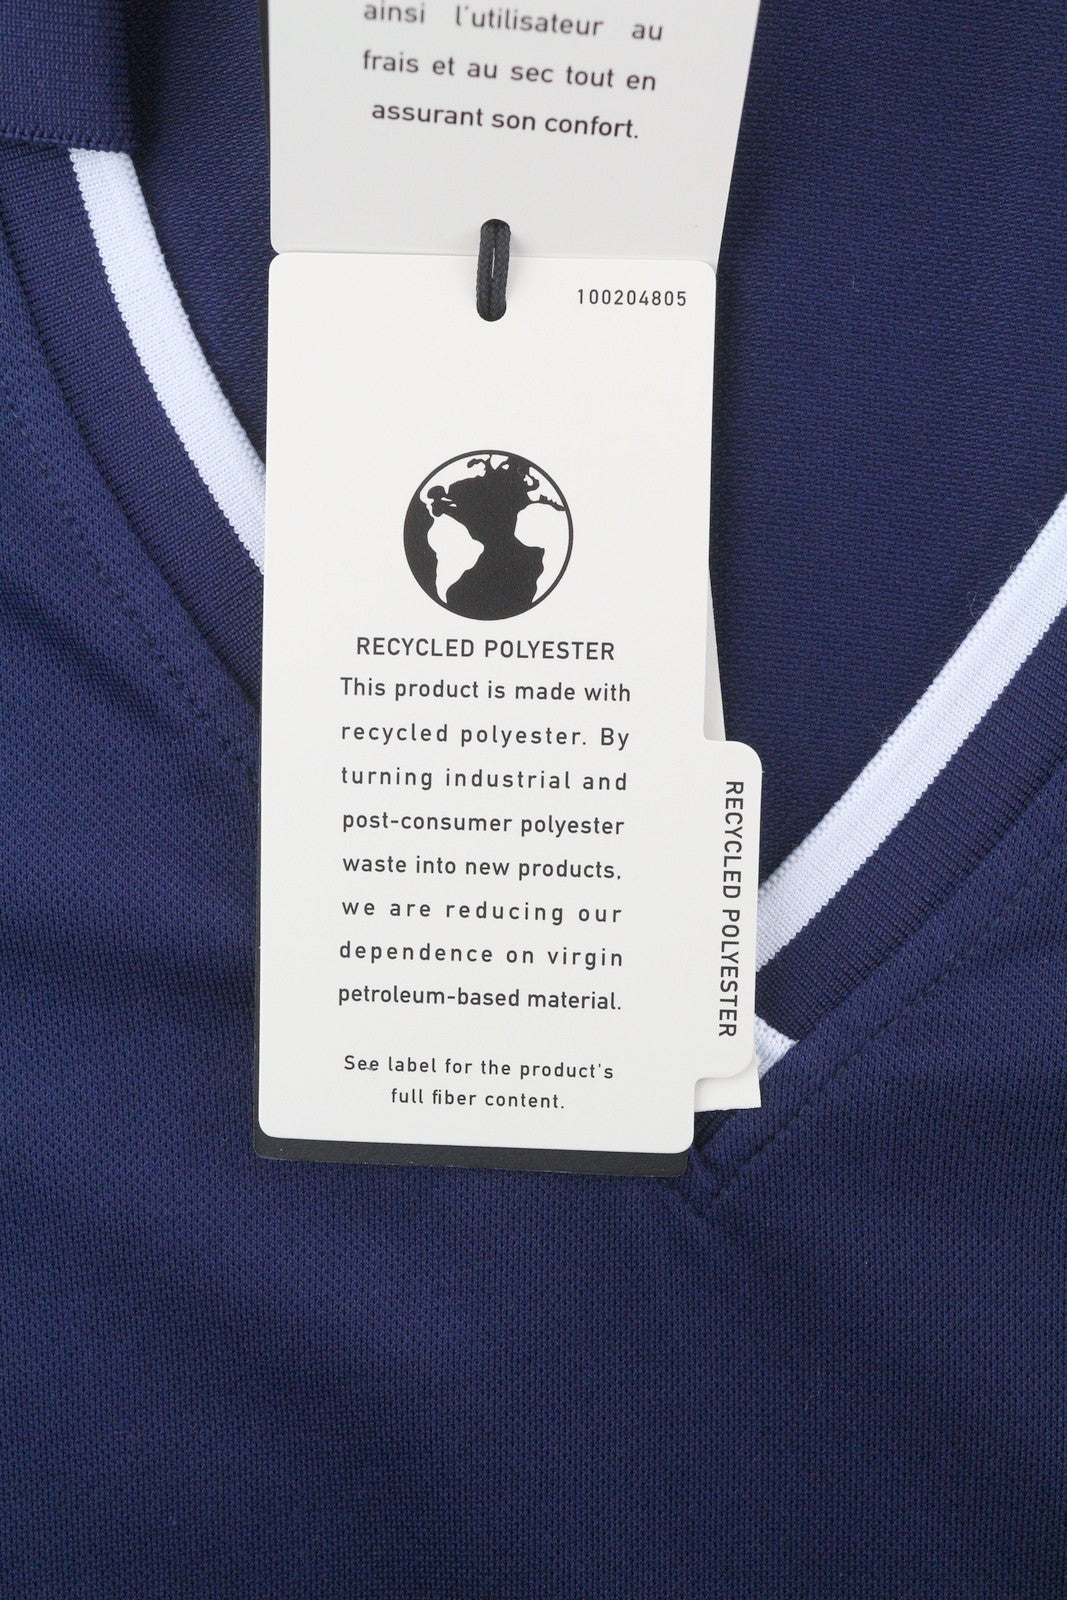 ainsi l'utilisateur au
frais et au sec tout en
assurant son confort.
100204805
RECYCLED POLYESTER
This product is made with
recycled polyester. By
turning industrial and
post-consumer polyester
waste into new products,
we are reducing our
dependence on virgin
petroleum-based material.
See label for the product's
full fiber content.
RECYCLED POLYESTER